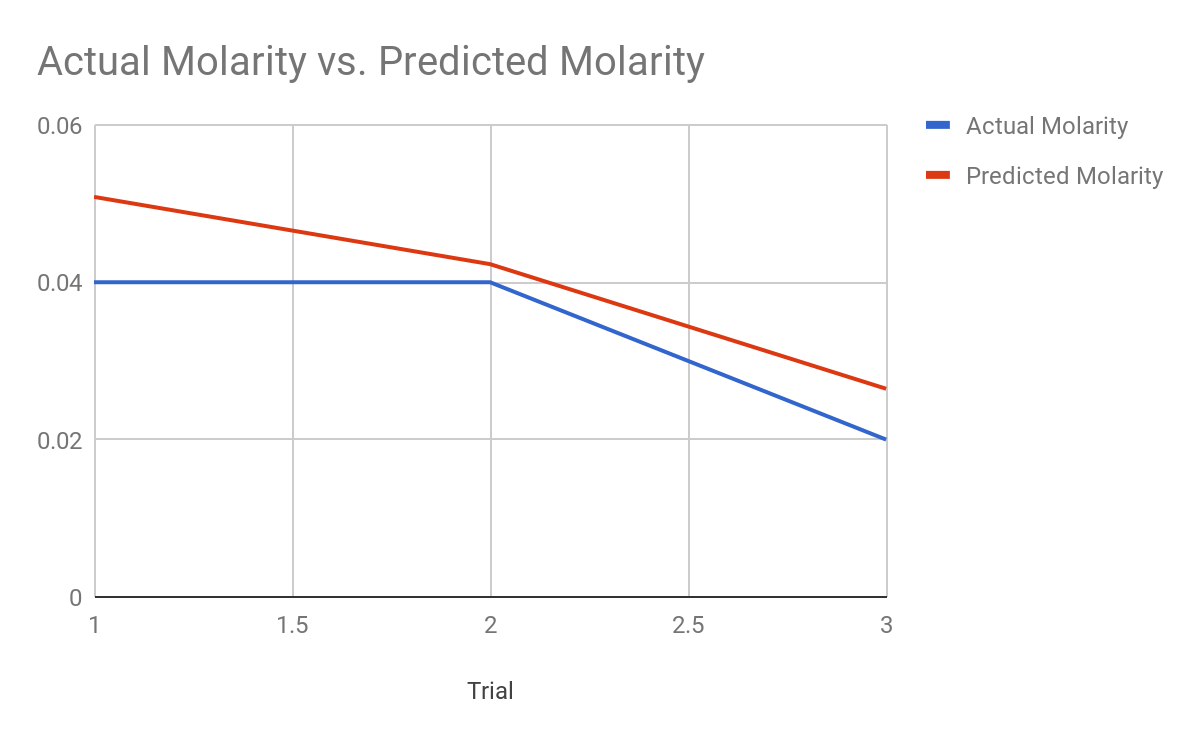 Actual Molarity vs. Predicted Molarity
0.06
0.04
0.02
0
1
1.5
2
2.5
3
Trial
Actual Molarity
Predicted Molarity